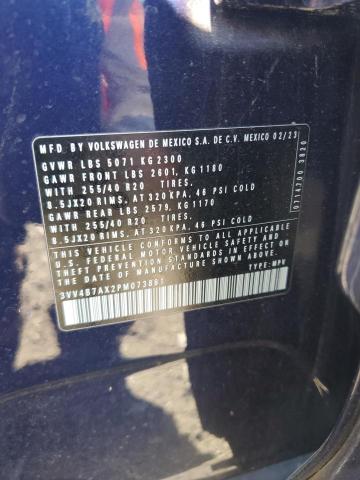 MFD. BY VOLKSWAGEN DE MEXICO S.A. DE C.V. MEXICO 02/23
GVWR LBS 5071 KG 2300
GAWR FRONT LBS 2601, KG 1180
WITH 255/40 R20 TIRES,
8.5JX20 RIMS, AT 320 KPA, 46 PSI COLD
GAWR REAR LBS 2579, KG 1170
WITH 255/40 R20 TIRES,
8.5JX20 RIMS, AT 320 KPA, 46 PSI COLD
THIS VEHICLE CONFORMS TO ALL APPLICABLE
U.S. FEDERAL MOTOR VEHICLE SAFETY AND
THEFT PREVENTION STANDARDS IN EFFECT ON
THE DATE OF MANUFACTURE SHOWN ABOVE.
3VV4B7AX2PM073891
TYPE: MPV
0714700 3820